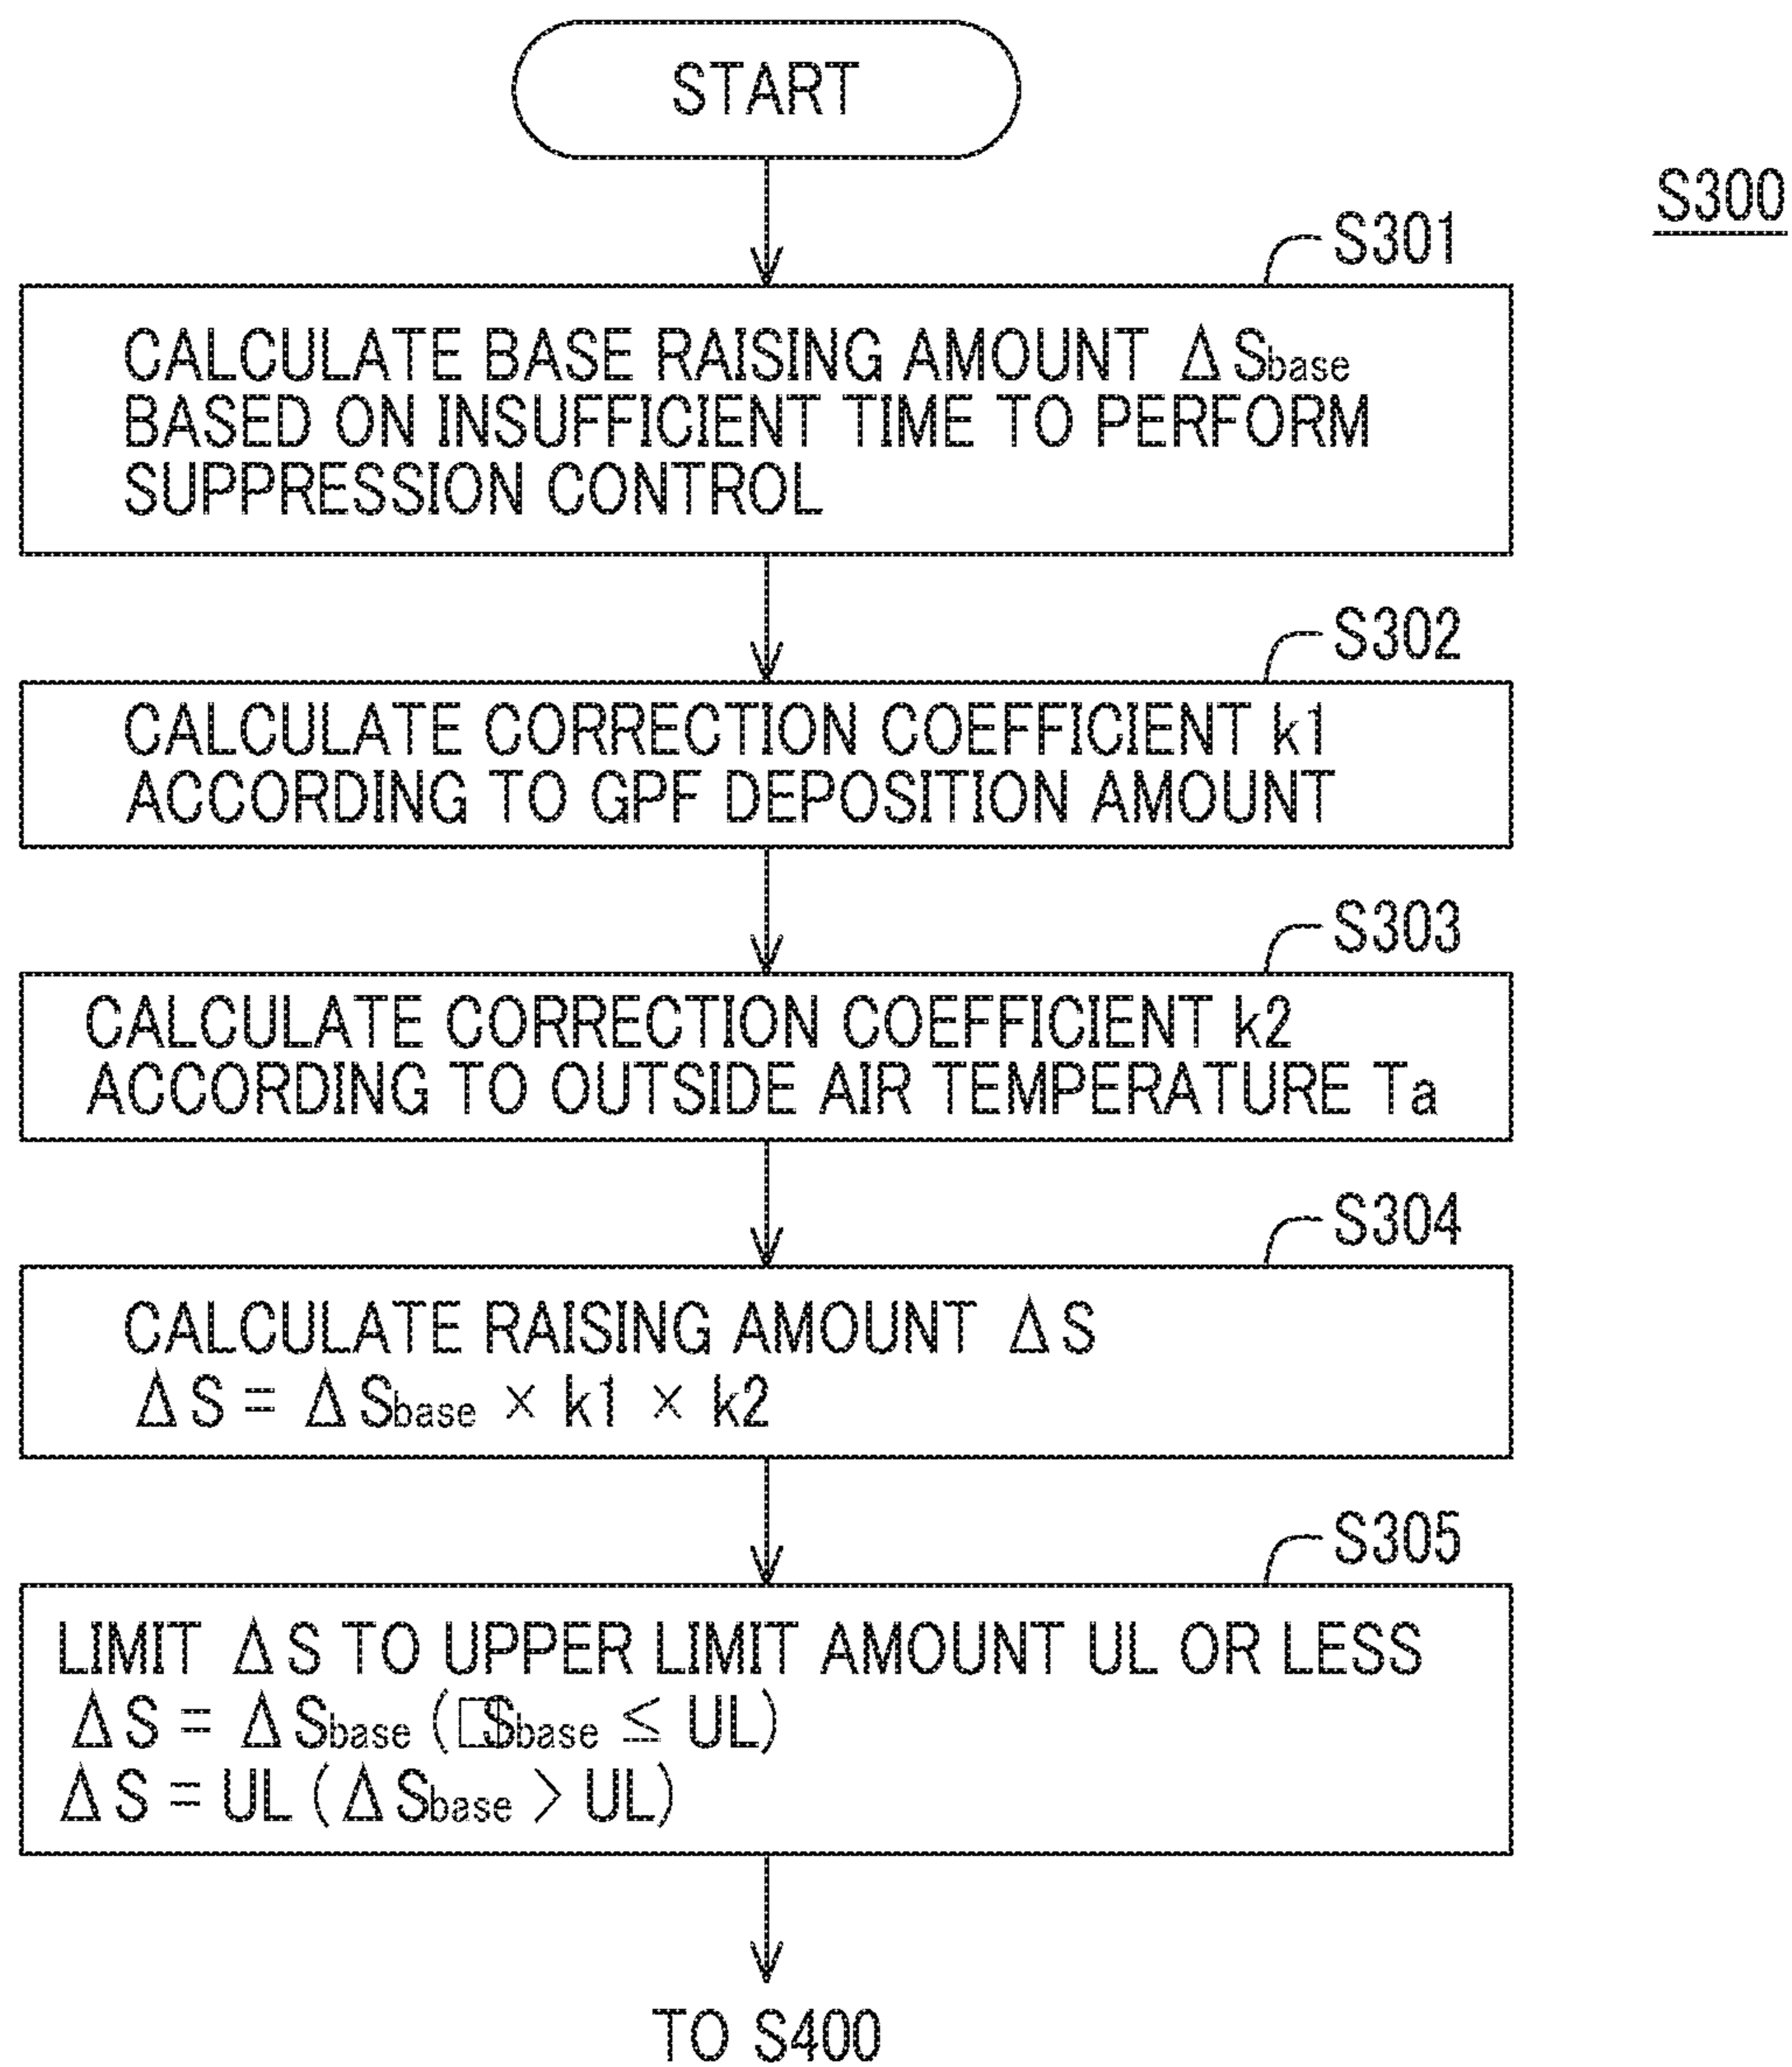 START
S300
S301
CALCULATE BASE RAISING AMOUNT ΔSbase
BASED ON INSUFFICIENT TIME TO PERFORM
SUPPRESSION CONTROL
S302
CALCULATE CORRECTION COEFFICIENT k1
ACCORDING TO GPF DEPOSITION AMOUNT
S303
CALCULATE CORRECTION COEFFICIENT k2
ACCORDING TO OUTSIDE AIR TEMPERATURE Ta
S304
CALCULATE RAISING AMOUNT ΔS
ΔS = ΔSbase × k1 × k2
S305
LIMIT ΔS TO UPPER LIMIT AMOUNT UL OR LESS
ΔS = ΔSbase (□Sbase ≤ UL)
ΔS = UL (ΔSbase > UL)
TO S400